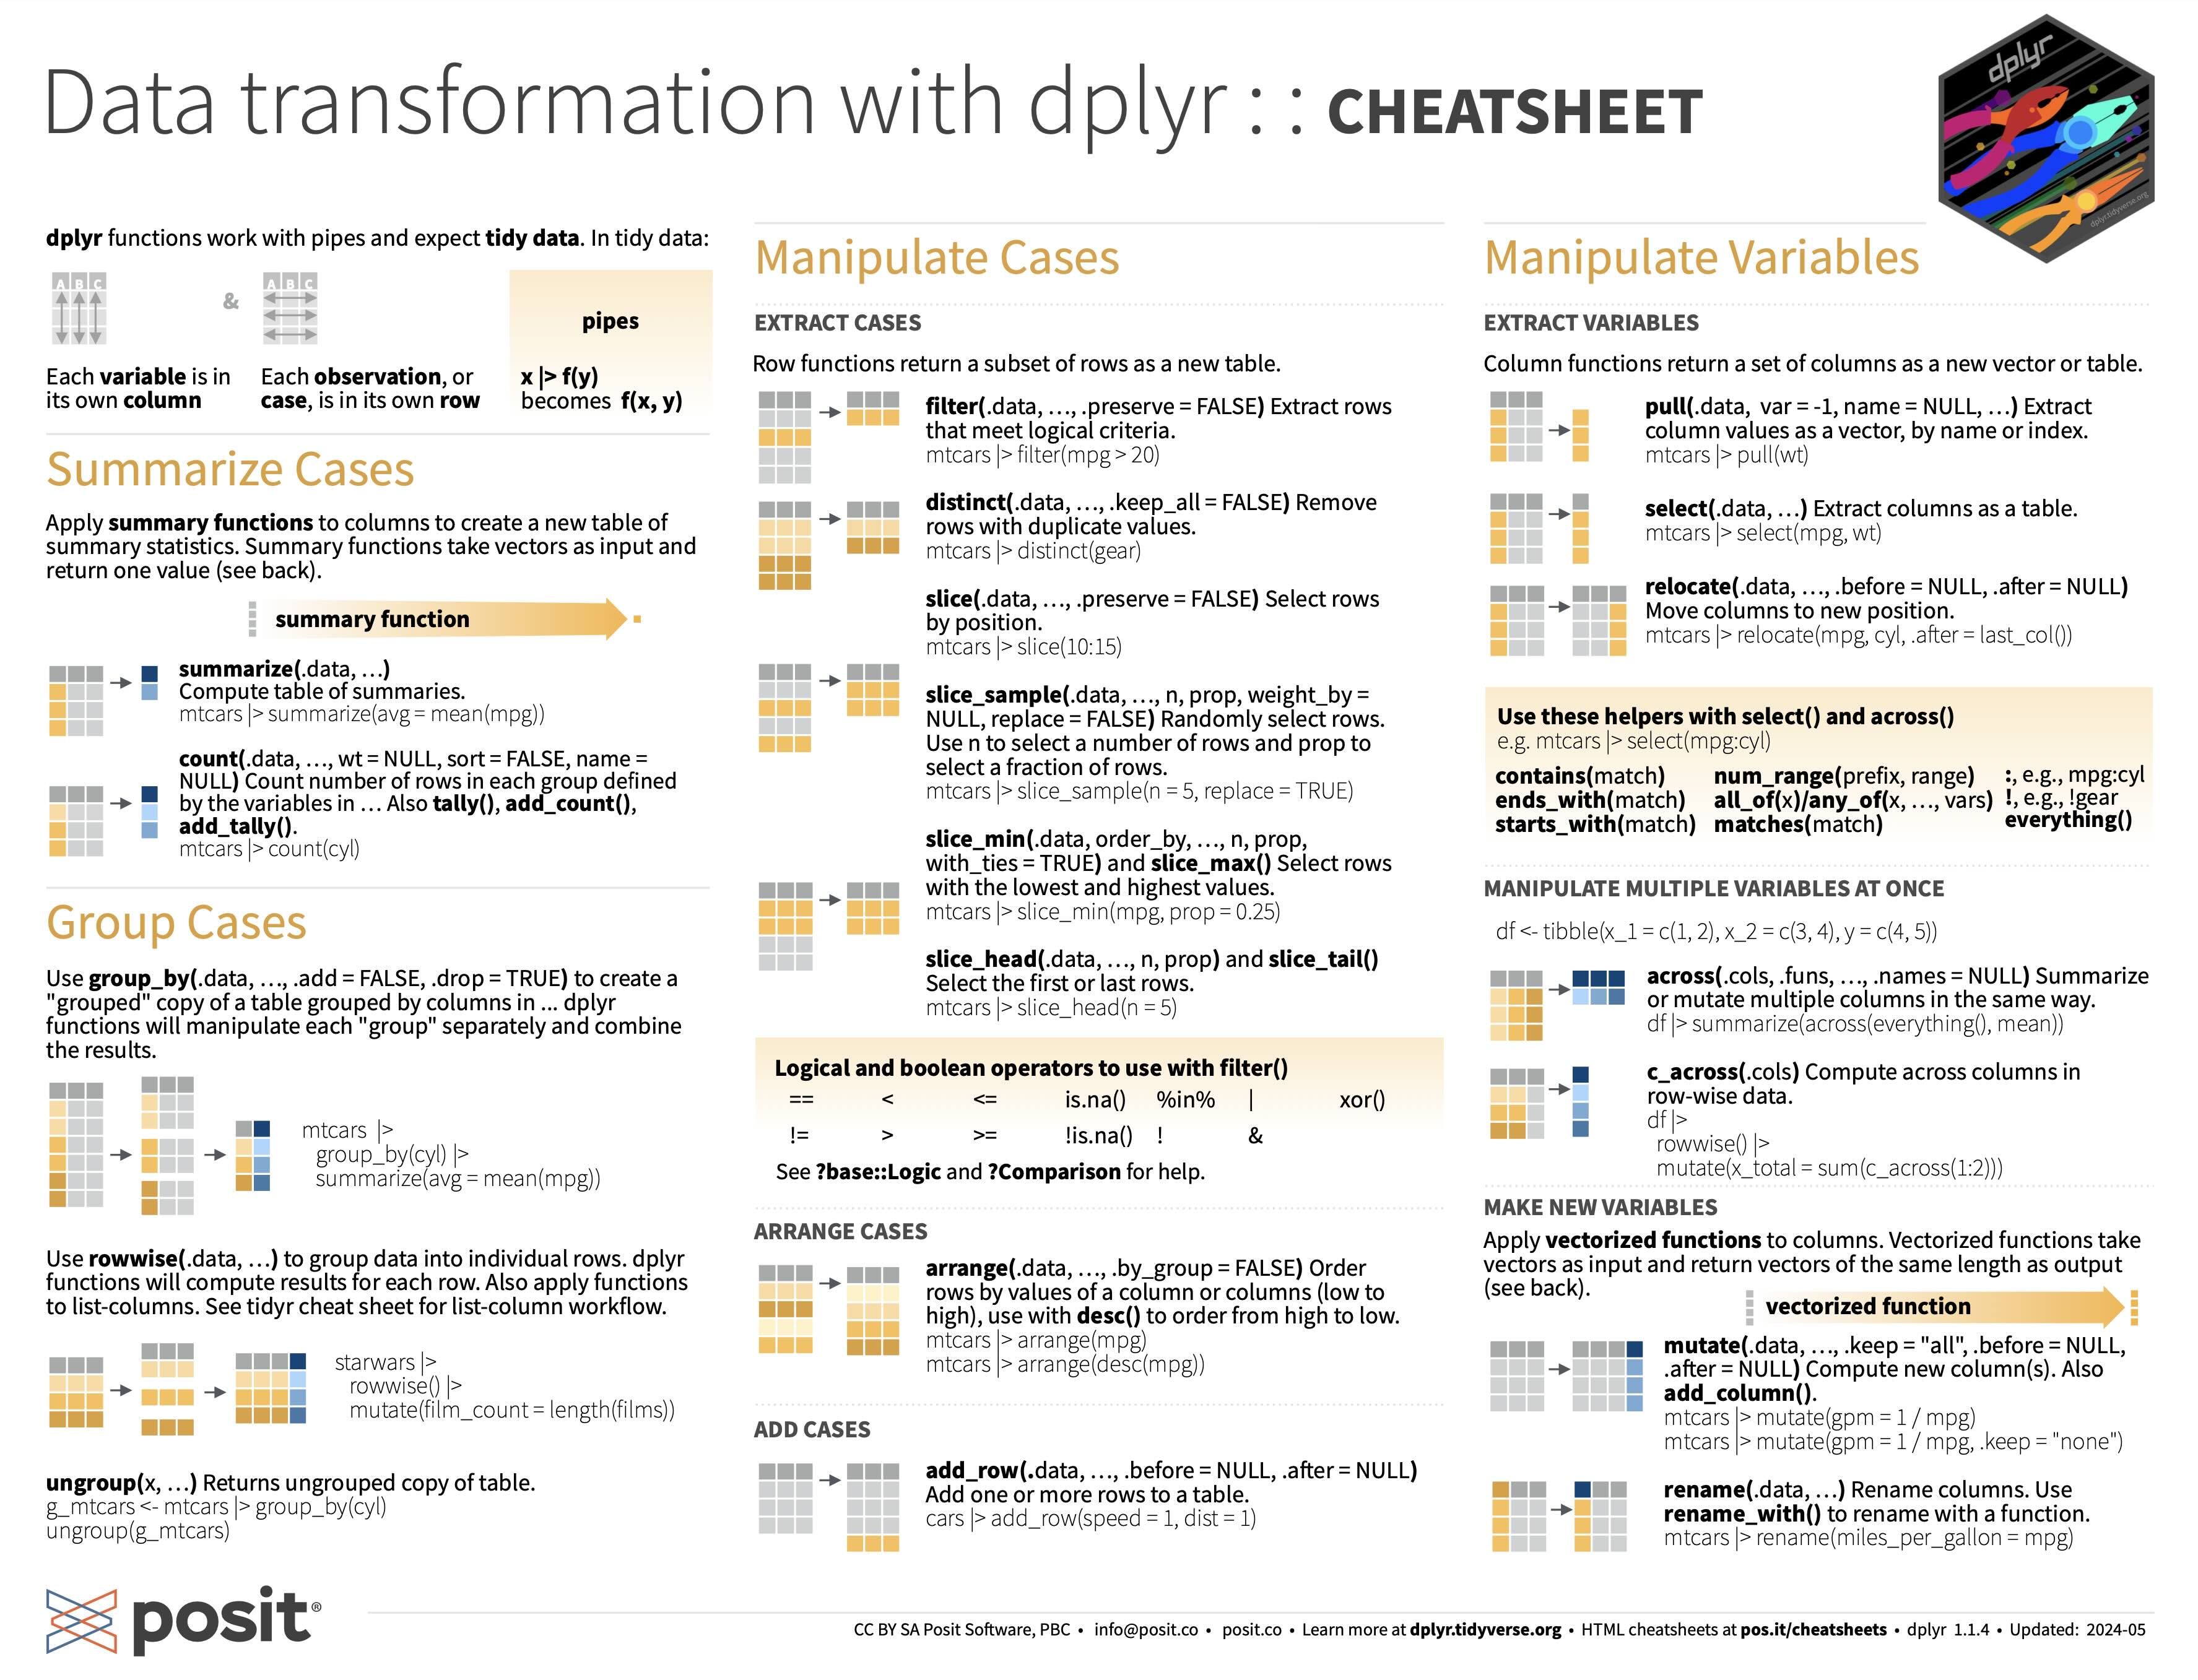 Data transformation with dplyr : : CHEATSHEET
dplyr
dplyr.tidyverse.org
dplyr functions work with pipes and expect tidy data. In tidy data:
A B C
&
A B C
pipes
Each variable is in
its own column
Each observation, or
case, is in its own row
x |> f(y)
becomes f(x, y)
Summarize Cases
Apply summary functions to columns to create a new table of
summary statistics. Summary functions take vectors as input and
return one value (see back).
summary function
summarize(.data, …)
Compute table of summaries.
mtcars |> summarize(avg = mean(mpg))
count(.data, …, wt = NULL, sort = FALSE, name =
NULL) Count number of rows in each group defined
by the variables in … Also tally(), add_count(),
add_tally().
mtcars |> count(cyl)
Group Cases
Use group_by(.data, …, .add = FALSE, .drop = TRUE) to create a
"grouped" copy of a table grouped by columns in ... dplyr
functions will manipulate each "group" separately and combine
the results.
mtcars |>
group_by(cyl) |>
summarize(avg = mean(mpg))
Use rowwise(.data, …) to group data into individual rows. dplyr
functions will compute results for each row. Also apply functions
to list-columns. See tidyr cheat sheet for list-column workflow.
starwars |>
rowwise() |>
mutate(film_count = length(films))
ungroup(x, …) Returns ungrouped copy of table.
g_mtcars <- mtcars |> group_by(cyl)
ungroup(g_mtcars)
Manipulate Cases
EXTRACT CASES
Row functions return a subset of rows as a new table.
filter(.data, …, .preserve = FALSE) Extract rows
that meet logical criteria.
mtcars |> filter(mpg > 20)
distinct(.data, …, .keep_all = FALSE) Remove
rows with duplicate values.
mtcars |> distinct(gear)
slice(.data, …, .preserve = FALSE) Select rows
by position.
mtcars |> slice(10:15)
slice_sample(.data, …, n, prop, weight_by =
NULL, replace = FALSE) Randomly select rows.
Use n to select a number of rows and prop to
select a fraction of rows.
mtcars |> slice_sample(n = 5, replace = TRUE)
slice_min(.data, order_by, …, n, prop,
with_ties = TRUE) and slice_max() Select rows
with the lowest and highest values.
mtcars |> slice_min(mpg, prop = 0.25)
slice_head(.data, …, n, prop) and slice_tail()
Select the first or last rows.
mtcars |> slice_head(n = 5)
Logical and boolean operators to use with filter()
== < <= is.na() %in% | xor()
!= > >= !is.na() ! &
See ?base::Logic and ?Comparison for help.
ARRANGE CASES
arrange(.data, …, .by_group = FALSE) Order
rows by values of a column or columns (low to
high), use with desc() to order from high to low.
mtcars |> arrange(mpg)
mtcars |> arrange(desc(mpg))
ADD CASES
add_row(.data, …, .before = NULL, .after = NULL)
Add one or more rows to a table.
cars |> add_row(speed = 1, dist = 1)
Manipulate Variables
EXTRACT VARIABLES
Column functions return a set of columns as a new vector or table.
pull(.data, var = -1, name = NULL, …) Extract
column values as a vector, by name or index.
mtcars |> pull(wt)
select(.data, …) Extract columns as a table.
mtcars |> select(mpg, wt)
relocate(.data, …, .before = NULL, .after = NULL)
Move columns to new position.
mtcars |> relocate(mpg, cyl, .after = last_col())
Use these helpers with select() and across()
e.g. mtcars |> select(mpg:cyl)
contains(match) num_range(prefix, range) :, e.g., mpg:cyl
ends_with(match) all_of(x)/any_of(x, …, vars) !, e.g., !gear
starts_with(match) matches(match) everything()
MANIPULATE MULTIPLE VARIABLES AT ONCE
df <- tibble(x_1 = c(1, 2), x_2 = c(3, 4), y = c(4, 5))
across(.cols, .funs, …, .names = NULL) Summarize
or mutate multiple columns in the same way.
df |> summarize(across(everything(), mean))
c_across(.cols) Compute across columns in
row-wise data.
df |>
rowwise() |>
mutate(x_total = sum(c_across(1:2)))
MAKE NEW VARIABLES
Apply vectorized functions to columns. Vectorized functions take
vectors as input and return vectors of the same length as output
(see back).
vectorized function
mutate(.data, …, .keep = "all", .before = NULL,
.after = NULL) Compute new column(s). Also
add_column().
mtcars |> mutate(gpm = 1 / mpg)
mtcars |> mutate(gpm = 1 / mpg, .keep = "none")
rename(.data, …) Rename columns. Use
rename_with() to rename with a function.
mtcars |> rename(miles_per_gallon = mpg)
posit®
CC BY SA Posit Software, PBC • info@posit.co • posit.co • Learn more at dplyr.tidyverse.org • HTML cheatsheets at pos.it/cheatsheets • dplyr 1.1.4 • Updated: 2024-05